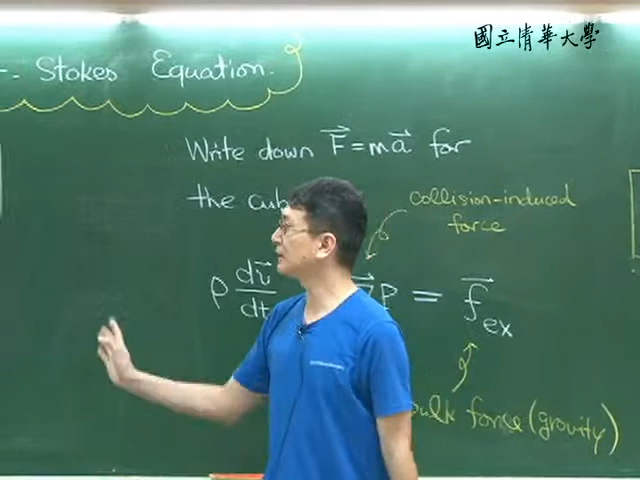 國立清華大學
-. Stokes Equation.
Write down F⃗ = ma⃗ for
the cub
collision-induced
force
ρ dv⃗/dt ∇⃗P = f⃗ex
bulk force (gravity)